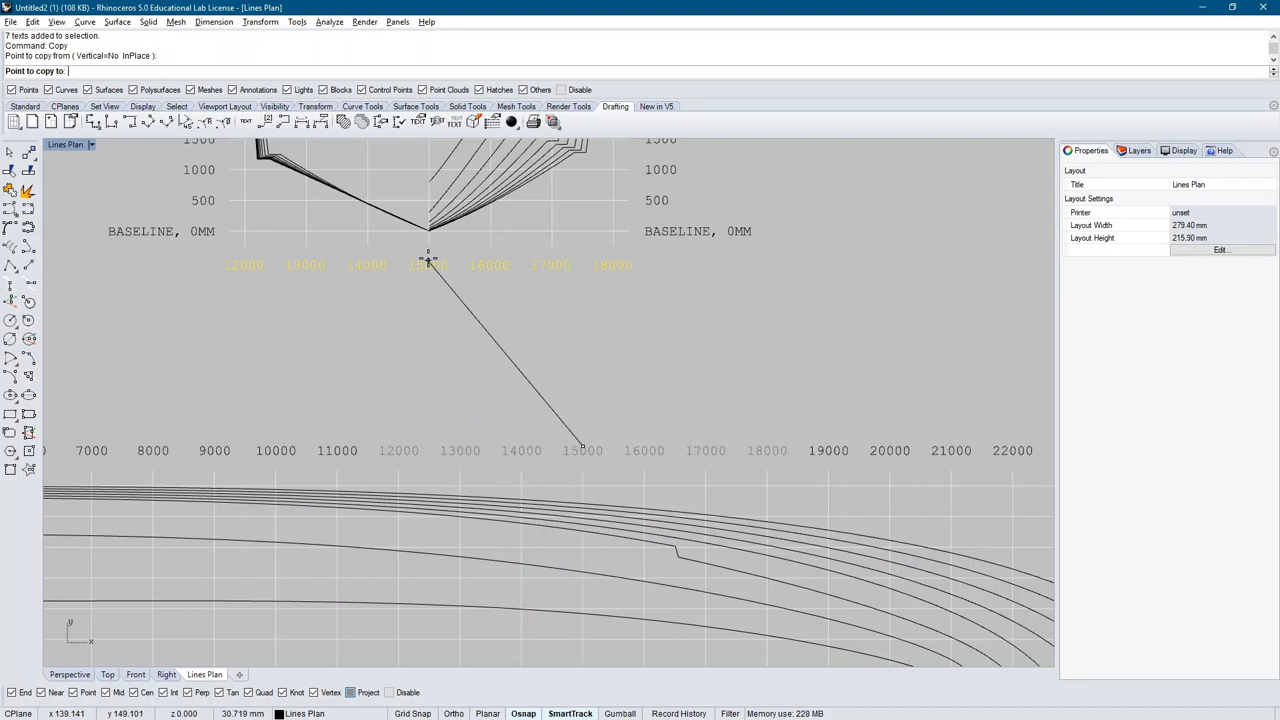 Untitled2 (1) (108 KB) - Rhinoceros 5.0 Educational Lab License - [Lines Plan]
File Edit View Curve Surface Solid Mesh Dimension Transform Tools Analyze Render Panels Help
7 texts added to selection.
Command: Copy
Point to copy from ( Vertical=No InPlace ):
Point to copy to:
Points Curves Surfaces Polysurfaces Meshes Annotations Lights Blocks Control Points Point Clouds Hatches Others Disable
Standard CPlanes Set View Display Select Viewport Layout Visibility Transform Curve Tools Surface Tools Solid Tools Mesh Tools Render Tools Drafting New in V5
Lines Plan
Properties Layers Display Help
Layout
Title Lines Plan
Layout Settings
Printer unset
Layout Width 279.40 mm
Layout Height 215.90 mm
Edit...
1500 1500
1000 1000
500 500
BASELINE, 0MM BASELINE, 0MM
12000 13000 14000 15000 16000 17000 18000
0 7000 8000 9000 10000 11000 12000 13000 14000 15000 16000 17000 18000 19000 20000 21000 22000
y
x
Perspective Top Front Right Lines Plan
End Near Point Mid Cen Int Perp Tan Quad Knot Vertex Project Disable
CPlane x 139.141 y 149.101 z 0.000 30.719 mm Lines Plan Grid Snap Ortho Planar Osnap SmartTrack Gumball Record History Filter Memory use: 228 MB